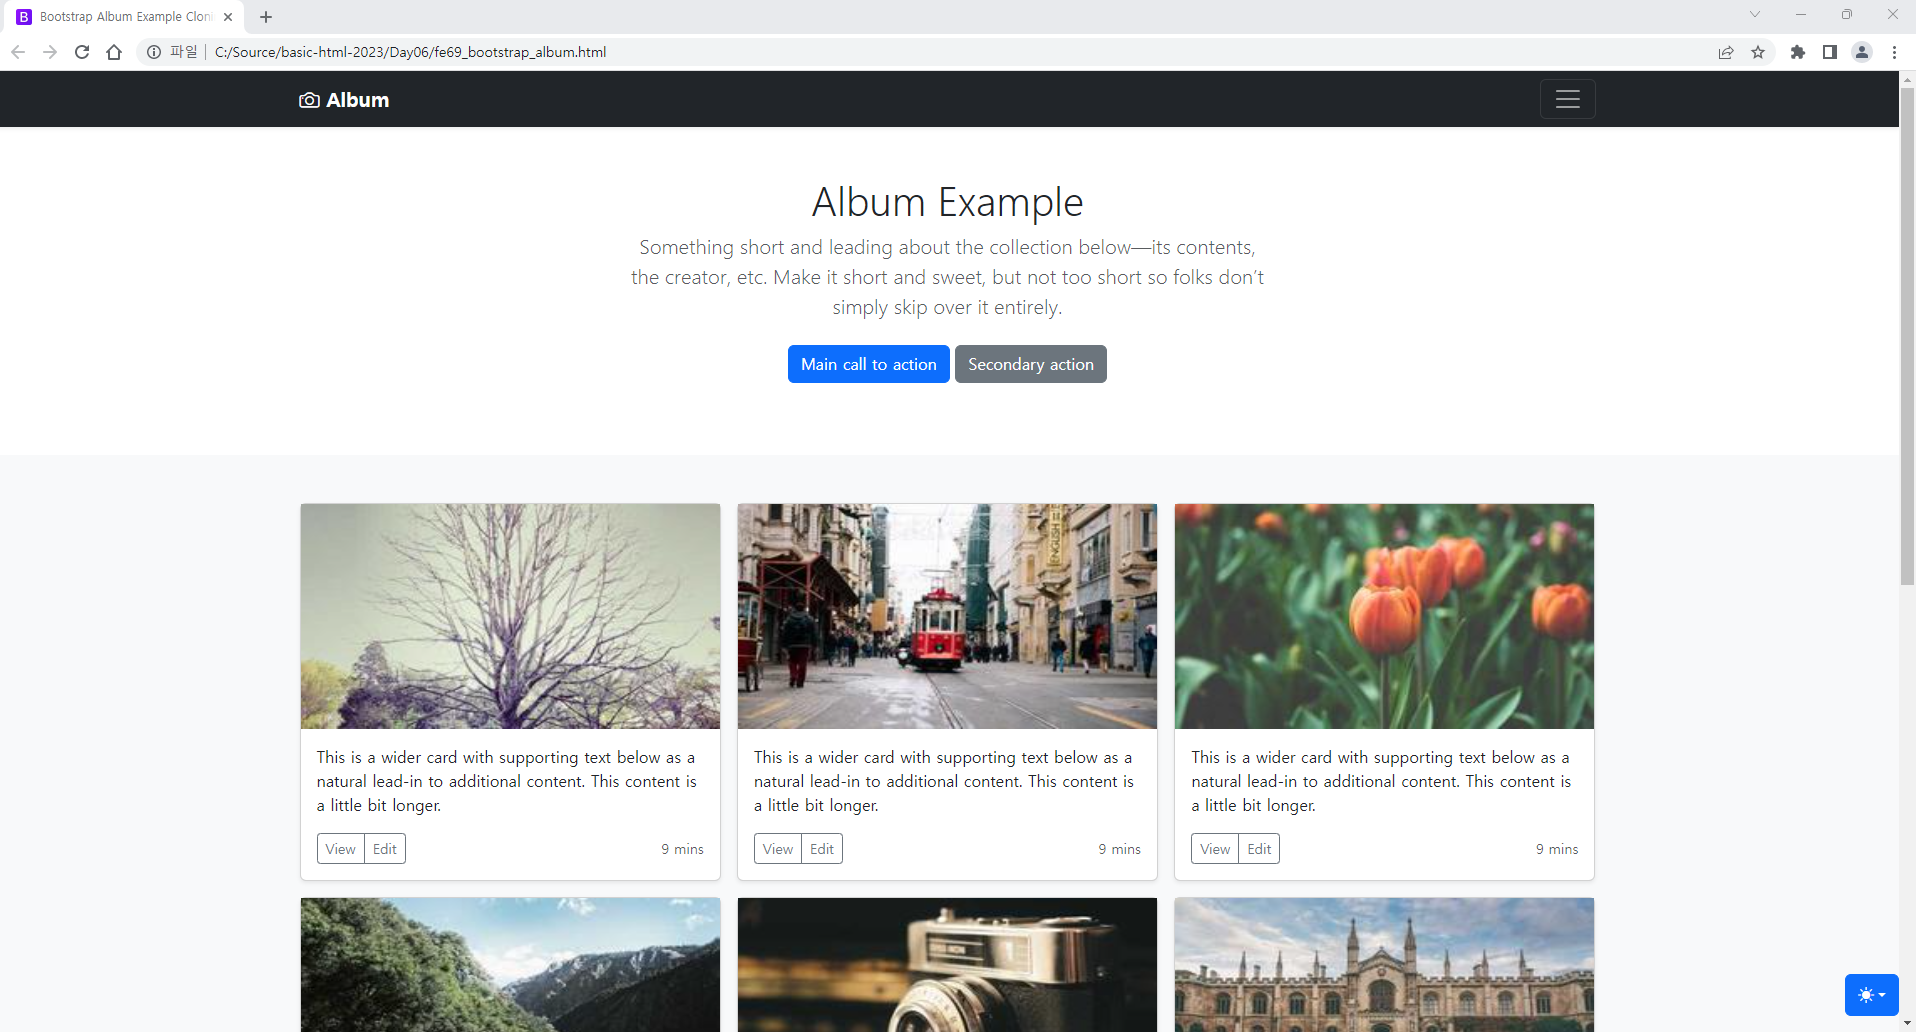 Bootstrap Album Example Cloni
파일 C:/Source/basic-html-2023/Day06/fe69_bootstrap_album.html
Album
Album Example
Something short and leading about the collection below—its contents,
the creator, etc. Make it short and sweet, but not too short so folks don’t
simply skip over it entirely.
Main call to action Secondary action
ENGLISH
This is a wider card with supporting text below as a
natural lead-in to additional content. This content is
a little bit longer.
View Edit 9 mins
This is a wider card with supporting text below as a
natural lead-in to additional content. This content is
a little bit longer.
View Edit 9 mins
This is a wider card with supporting text below as a
natural lead-in to additional content. This content is
a little bit longer.
View Edit 9 mins